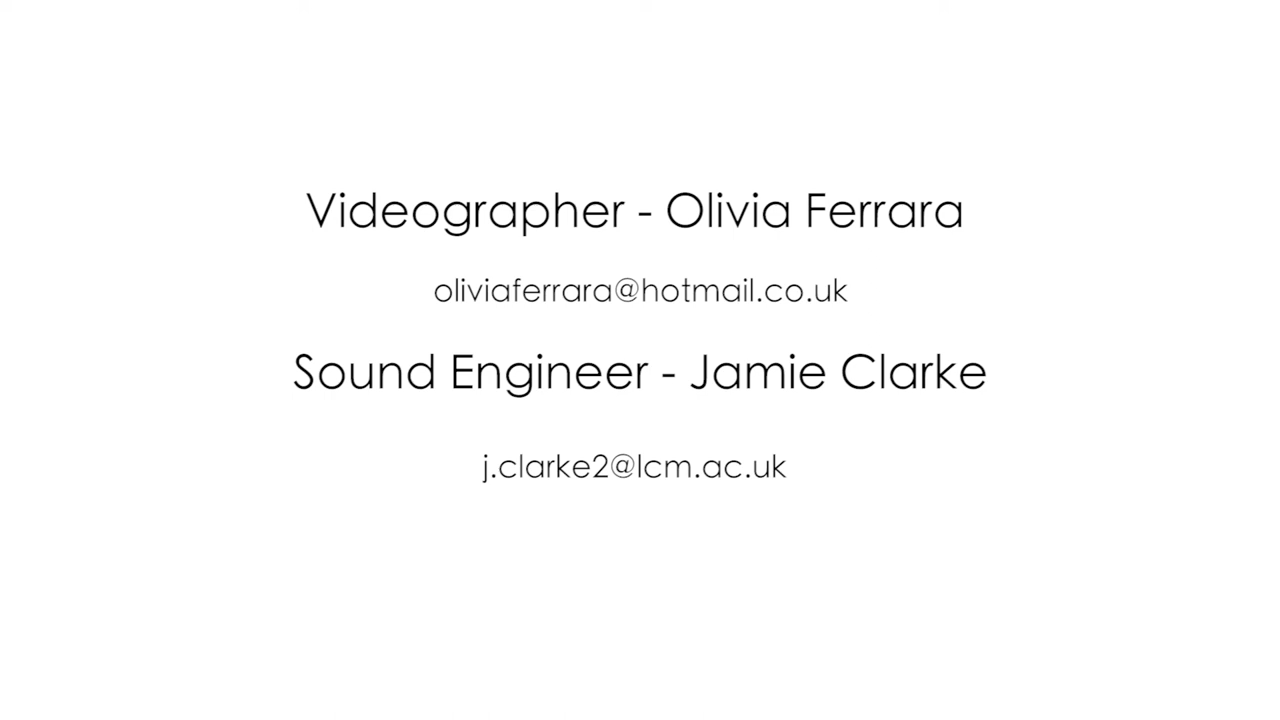 Videographer - Olivia Ferrara
oliviaferrara@hotmail.co.uk
Sound Engineer - Jamie Clarke
j.clarke2@lcm.ac.uk